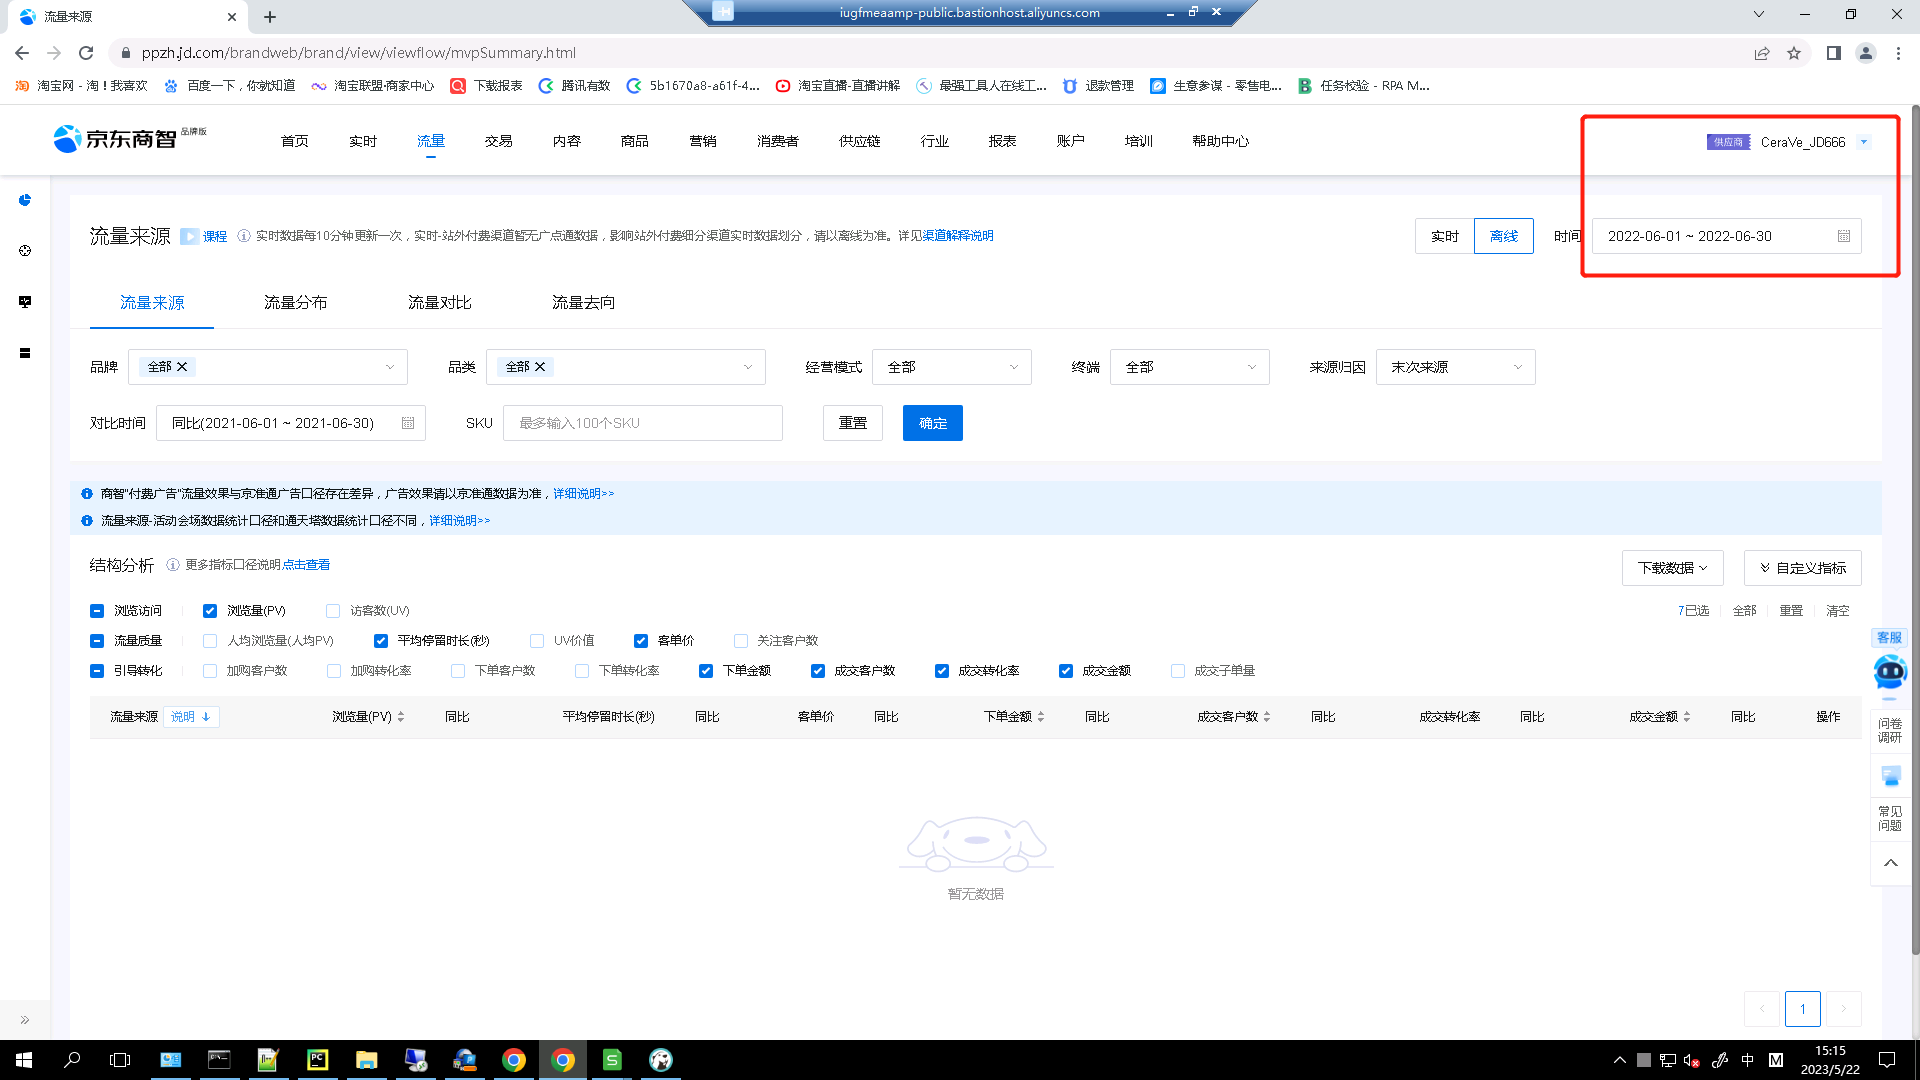 流量来源
iugfmeaamp-public.bastionhost.aliyuncs.com
ppzh.jd.com/brandweb/brand/view/viewflow/mvpSummary.html
淘宝网 - 淘！我喜欢 百度一下，你就知道 淘宝联盟·商家中心 下载报表 腾讯有数 5b1670a8-a61f-4... 淘宝直播-直播讲解 最强工具人在线工... 退款管理 生意参谋 - 零售电... 任务校验 - RPA M...
京东商智 品牌版 首页 实时 流量 交易 内容 商品 营销 消费者 供应链 行业 报表 账户 培训 帮助中心 供应商 CeraVe_JD666
流量来源 课程 实时数据每10分钟更新一次，实时-站外付费渠道暂无广点通数据，影响站外付费细分渠道实时数据划分，请以离线为准。详见渠道解释说明 实时 离线 时间 2022-06-01 ~ 2022-06-30
流量来源 流量分布 流量对比 流量去向
品牌 全部 品类 全部 经营模式 全部 终端 全部 来源归因 末次来源
对比时间 同比(2021-06-01 ~ 2021-06-30) SKU 最多输入100个SKU 重置 确定
商智"付费广告"流量效果与京准通广告口径存在差异，广告效果请以京准通数据为准，详细说明>>
流量来源-活动会场数据统计口径和通天塔数据统计口径不同，详细说明>>
结构分析 更多指标口径说明点击查看 下载数据 自定义指标
浏览访问 浏览量(PV) 访客数(UV) 7已选 全部 重置 清空
流量质量 人均浏览量(人均PV) 平均停留时长(秒) UV价值 客单价 关注客户数
引导转化 加购客户数 加购转化率 下单客户数 下单转化率 下单金额 成交客户数 成交转化率 成交金额 成交子单量
流量来源 说明 浏览量(PV) 同比 平均停留时长(秒) 同比 客单价 同比 下单金额 同比 成交客户数 同比 成交转化率 同比 成交金额 同比 操作
客服
问卷
调研
常见
问题
暂无数据
1
PC
S
中
M
15:15
2023/5/22